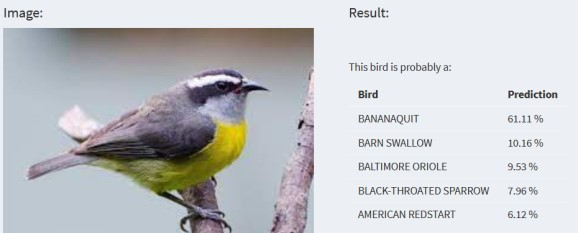 Image:
Result:
This bird is probably a:
Bird Prediction
BANANAQUIT 61.11 %
BARN SWALLOW 10.16 %
BALTIMORE ORIOLE 9.53 %
BLACK-THROATED SPARROW 7.96 %
AMERICAN REDSTART 6.12 %